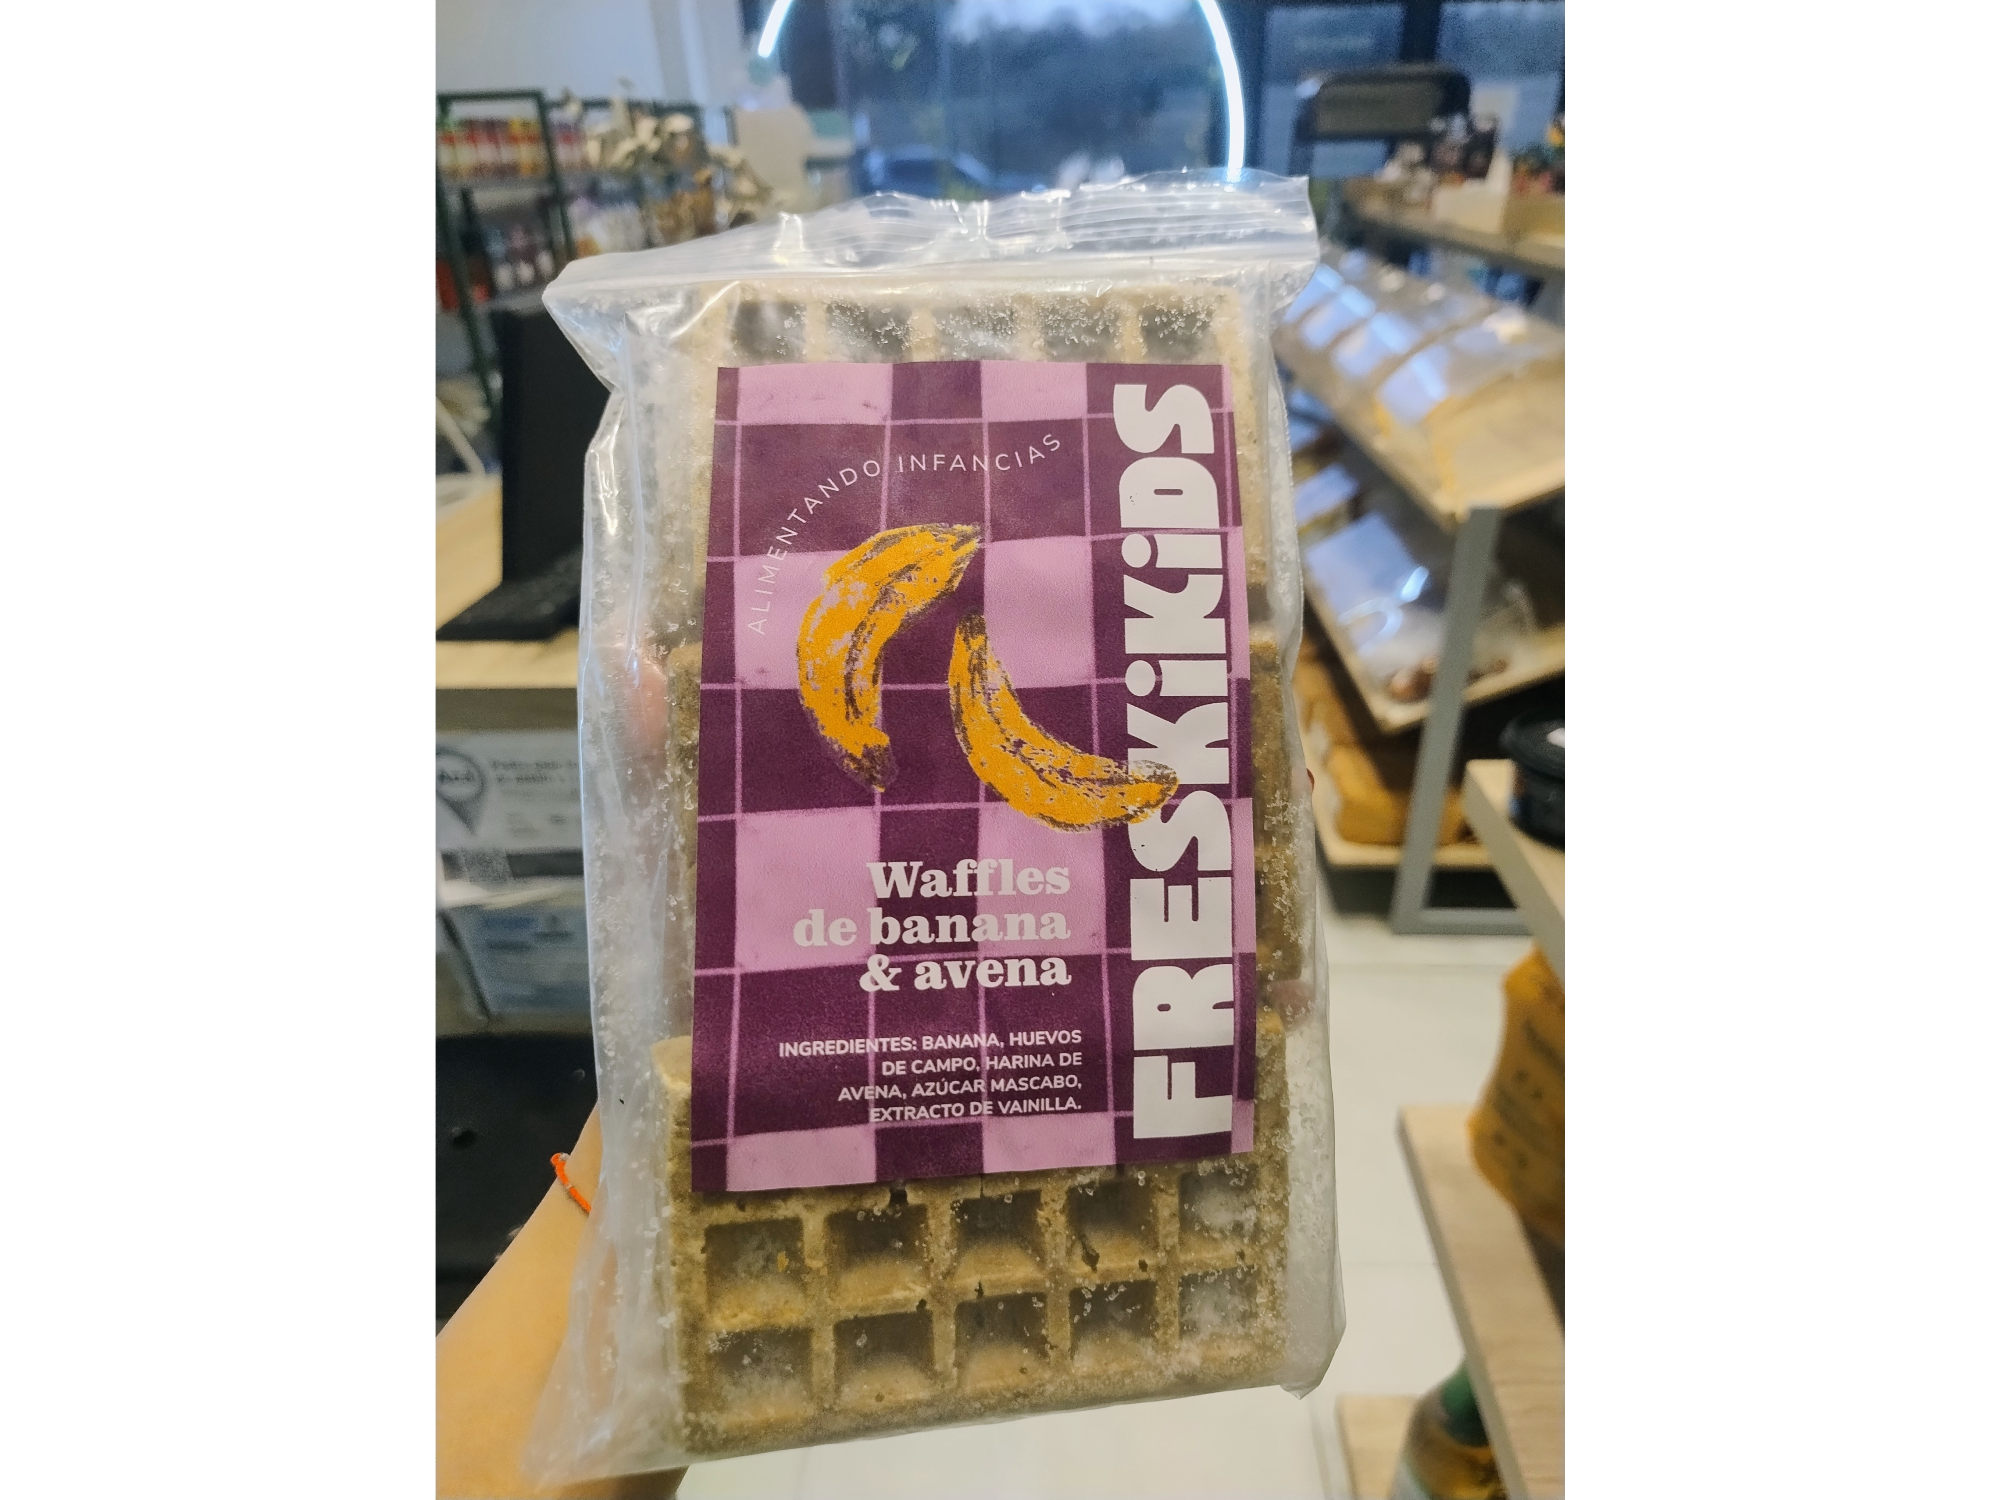 ALIMENTANDO INFANCIAS
FRESKIKIDS
Waffles
de banana
& avena
INGREDIENTES: BANANA, HUEVOS
DE CAMPO, HARINA DE
AVENA, AZÚCAR MASCABO,
EXTRACTO DE VAINILLA.